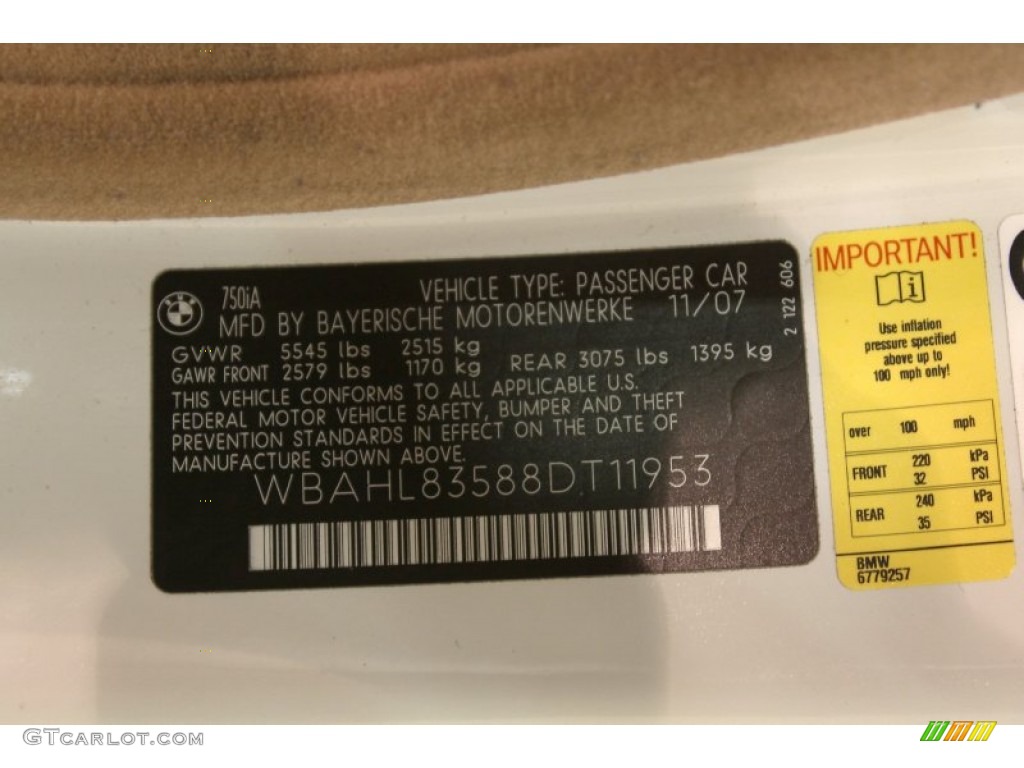 750iA
VEHICLE TYPE: PASSENGER CAR
MFD BY BAYERISCHE MOTORENWERKE 11/07
2 122 606
GVWR 5545 lbs 2515 kg
GAWR FRONT 2579 lbs 1170 kg REAR 3075 lbs 1395 kg
THIS VEHICLE CONFORMS TO ALL APPLICABLE U.S.
FEDERAL MOTOR VEHICLE SAFETY, BUMPER AND THEFT
PREVENTION STANDARDS IN EFFECT ON THE DATE OF
MANUFACTURE SHOWN ABOVE.
WBAHL83588DT11953
IMPORTANT!
Use inflation
pressure specified
above up to
100 mph only!
over 100 mph
FRONT 220 kPa
32 PSI
REAR 240 kPa
35 PSI
BMW
6779257
GTCARLOT.COM